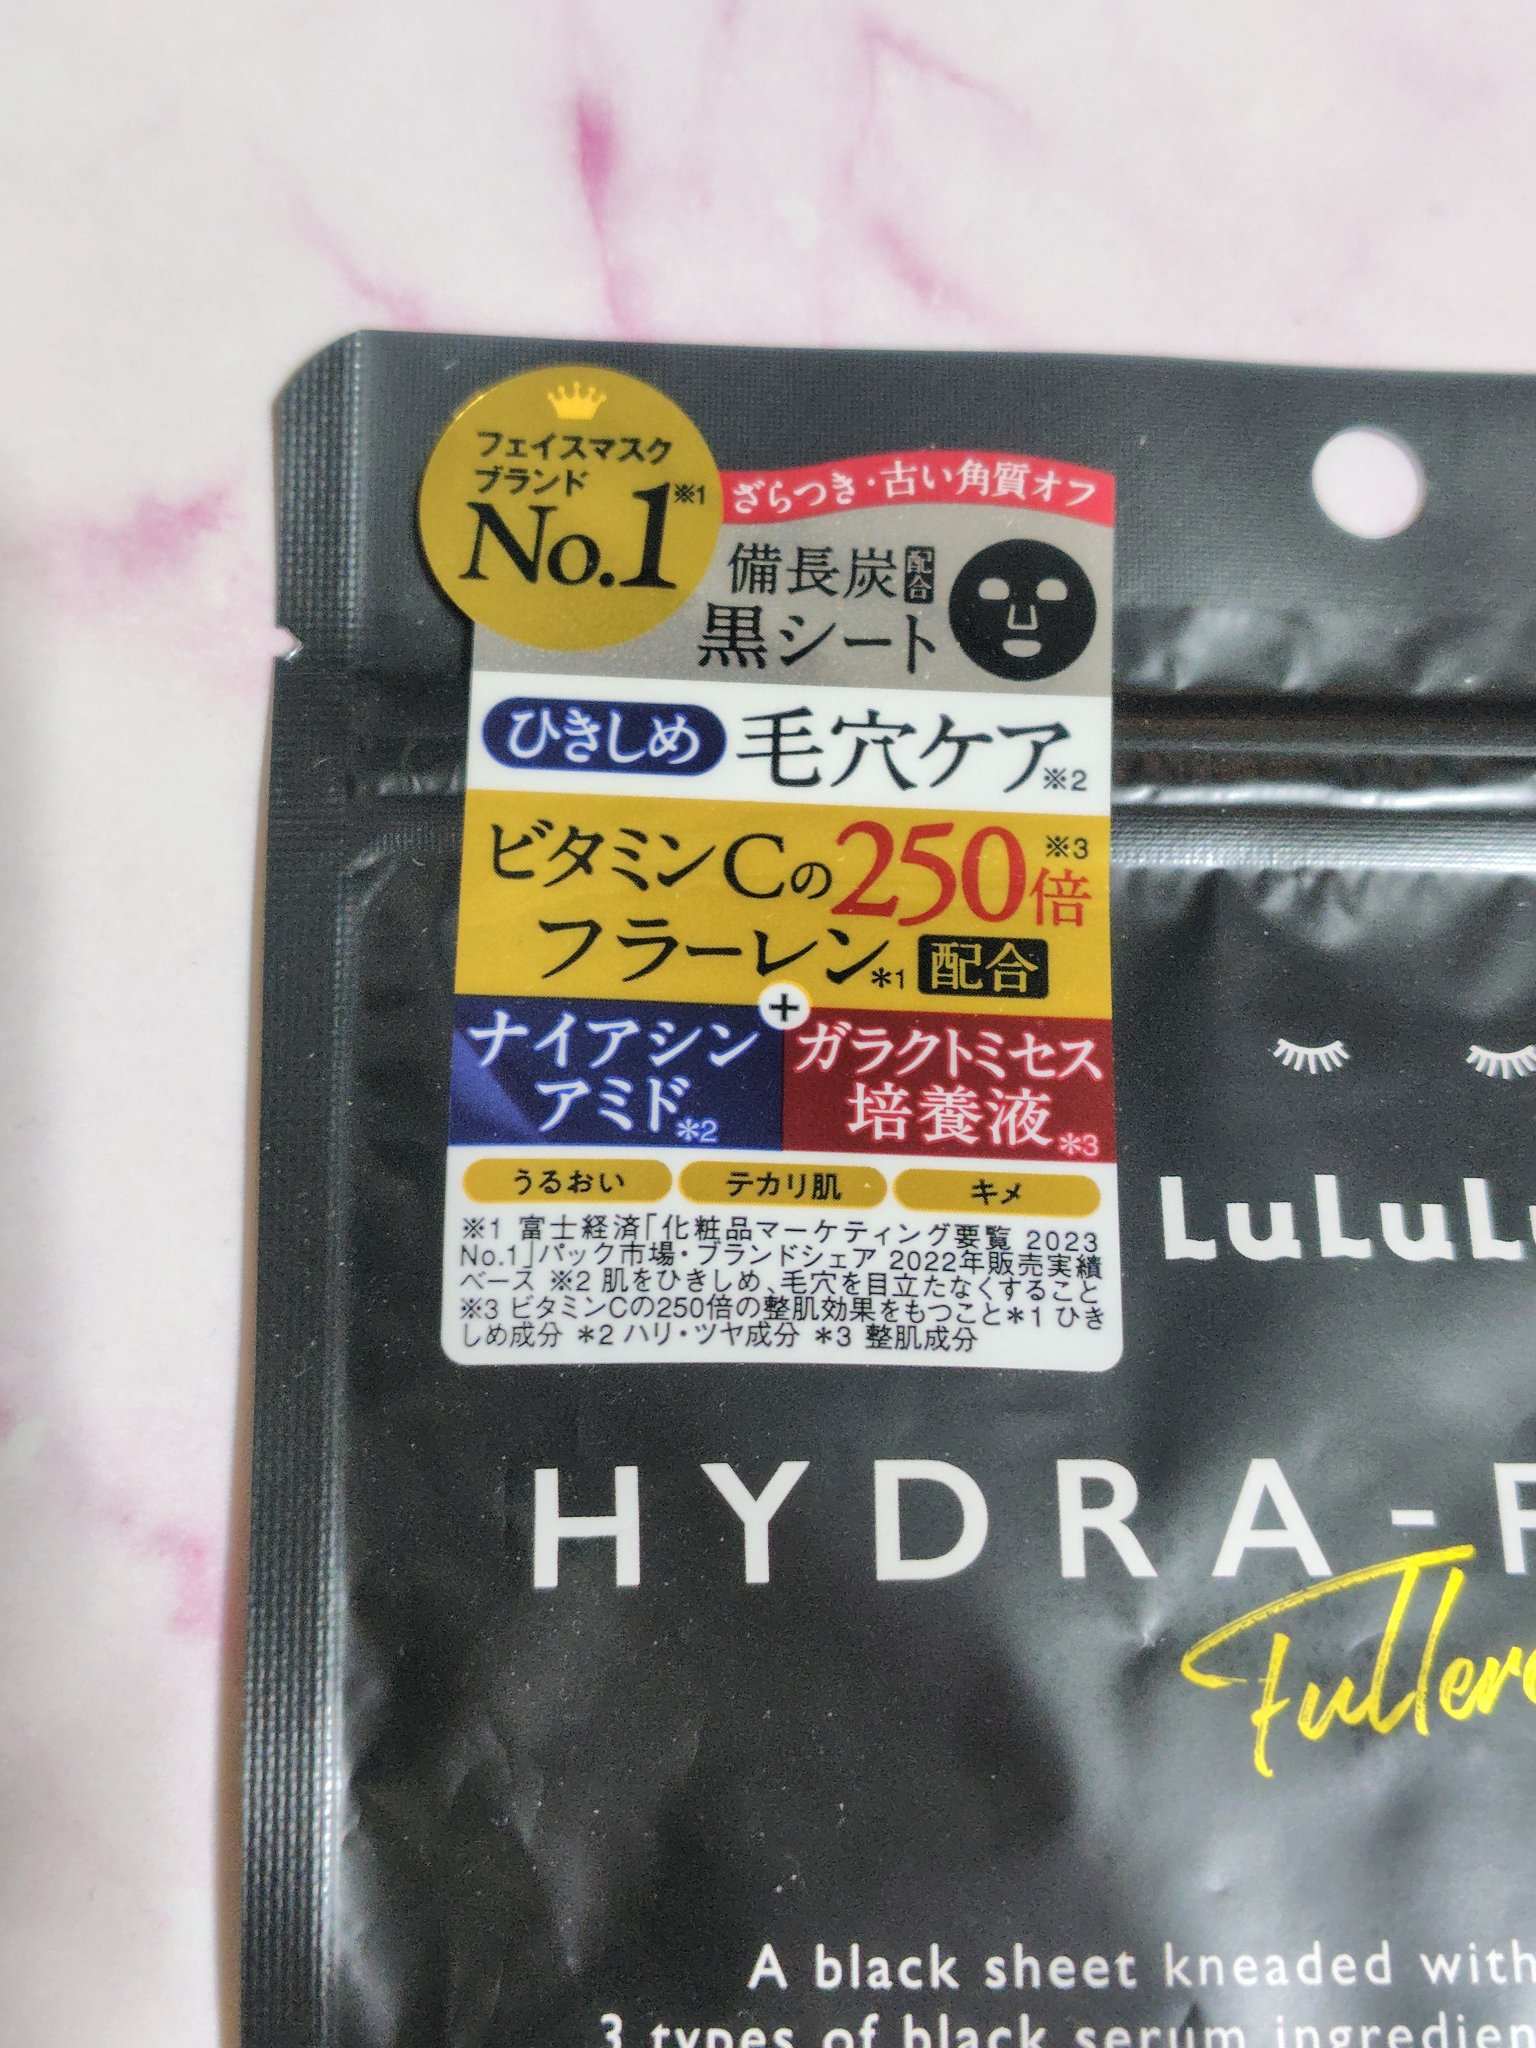 フェイスマスク
ブランド
No.1※1
ざらつき・古い角質オフ
備長炭配合
黒シート
ひきしめ 毛穴ケア※2
ビタミンCの250倍※3
フラーレン*1 配合
+
ナイアシン
アミド*2
ガラクトミセス
培養液*3
うるおい テカリ肌 キメ
※1 富士経済「化粧品マーケティング要覧 2023
No.1」パック市場・ブランドシェア 2022年販売実績
ベース ※2 肌をひきしめ、毛穴を目立たなくすること
※3 ビタミンCの250倍の整肌効果をもつこと*1 ひき
しめ成分 *2 ハリ・ツヤ成分 *3 整肌成分
LuLuLu
HYDRA-
Fuller
A black sheet kneaded with
3 types of black serum ingredien